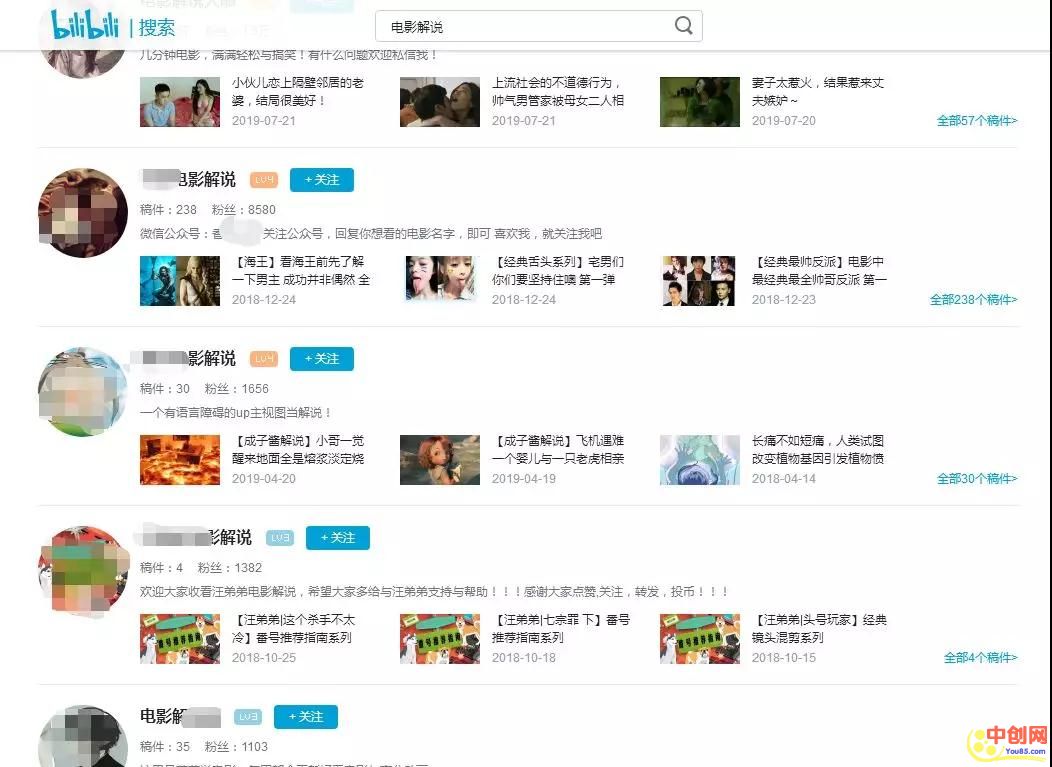 bilibili | 搜索
电影解说
几分钟电影，满满轻松与搞笑！有什么问题欢迎私信我！
小伙儿恋上隔壁邻居的老
婆，结局很美好！
2019-07-21
上流社会的不道德行为，
帅气男管家被母女二人相
2019-07-21
妻子太惹火，结果惹来丈
夫嫉妒～
2019-07-20
全部57个稿件>
电影解说 LV4 +关注
稿件：238 粉丝：8580
微信公众号： 关注公众号，回复你想看的电影名字，即可 喜欢我，就关注我吧
【海王】看海王前先了解
一下男主 成功并非偶然 全
2018-12-24
【经典舌头系列】宅男们
你们要坚持住噢 第一弹
2018-12-24
【经典最帅反派】电影中
最经典最全帅哥反派 第一
2018-12-23
全部238个稿件>
影解说 LV4 +关注
稿件：30 粉丝：1656
一个有语言障碍的up主视图当解说！
【成子酱解说】小哥一觉
醒来地面全是熔浆淡定烧
2019-04-20
【成子酱解说】飞机遇难
一个婴儿与一只老虎相亲
2019-04-19
长痛不如短痛，人类试图
改变植物基因引发植物愤
2018-04-14
全部30个稿件>
影解说 LV3 +关注
稿件：4 粉丝：1382
欢迎大家收看汪弟弟电影解说，希望大家多给与汪弟弟支持与帮助！！！感谢大家点赞,关注，转发，投币！！！
【汪弟弟|这个杀手不太
冷】番号推荐指南系列
2018-10-25
【汪弟弟|七宗罪 下】番号
推荐指南系列
2018-10-18
【汪弟弟|头号玩家】经典
镜头混剪系列
2018-10-15
全部4个稿件>
电影解 LV3 +关注
稿件：35 粉丝：1103
中创网
You85.com